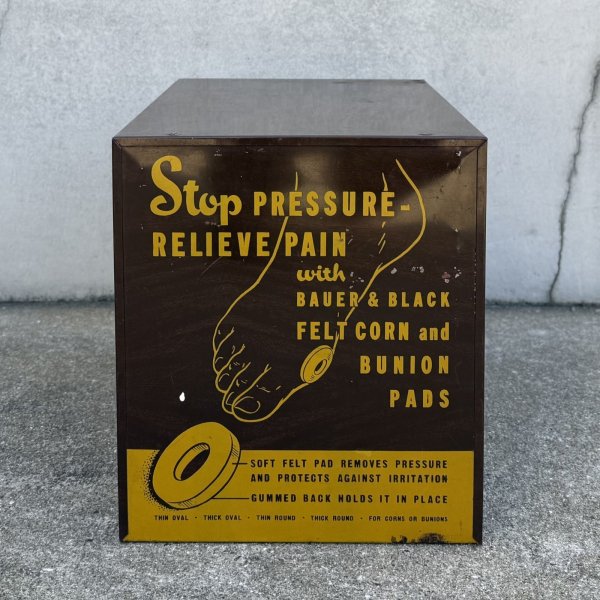 Stop PRESSURE-
RELIEVE PAIN
with
BAUER & BLACK
FELT CORN and
BUNION
PADS
SOFT FELT PAD REMOVES PRESSURE
AND PROTECTS AGAINST IRRITATION
GUMMED BACK HOLDS IT IN PLACE
THIN OVAL · THICK OVAL · THIN ROUND · THICK ROUND · FOR CORNS OR BUNIONS